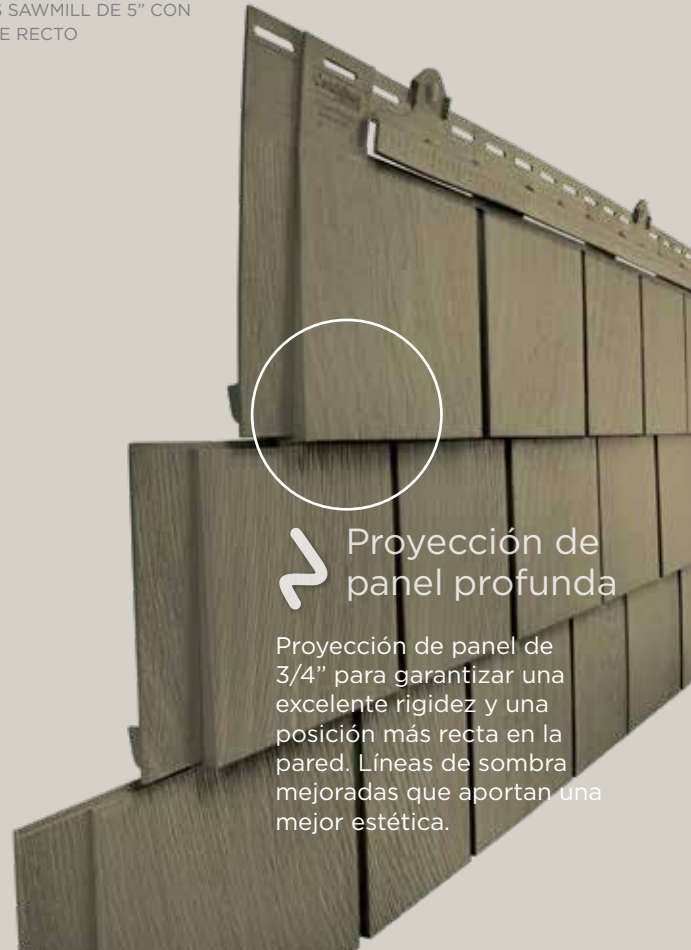 S SAWMILL DE 5” CON
E RECTO
Proyección de
panel profunda
Proyección de panel de
3/4” para garantizar una
excelente rigidez y una
posición más recta en la
pared. Líneas de sombra
mejoradas que aportan una
mejor estética.